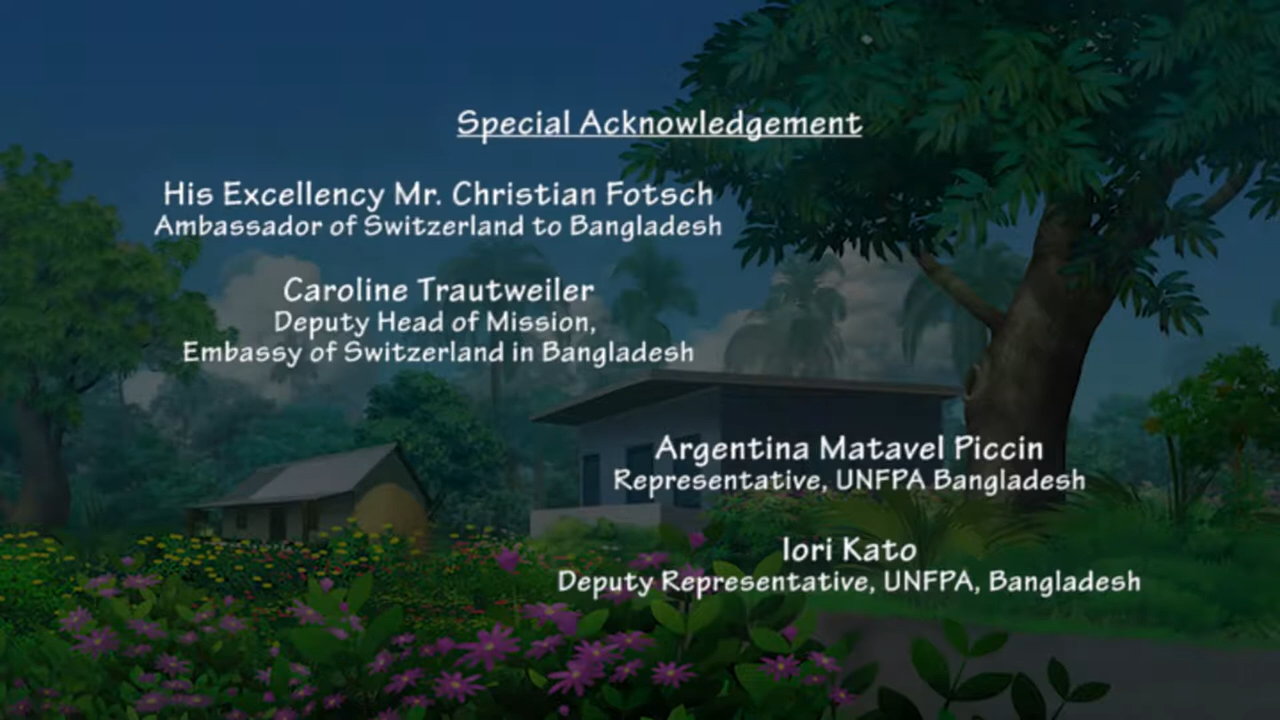 Special Acknowledgement
His Excellency Mr. Christian Fotsch
Ambassador of Switzerland to Bangladesh
Caroline Trautweiler
Deputy Head of Mission,
Embassy of Switzerland in Bangladesh
Argentina Matavel Piccin
Representative, UNFPA Bangladesh
Iori Kato
Deputy Representative, UNFPA, Bangladesh